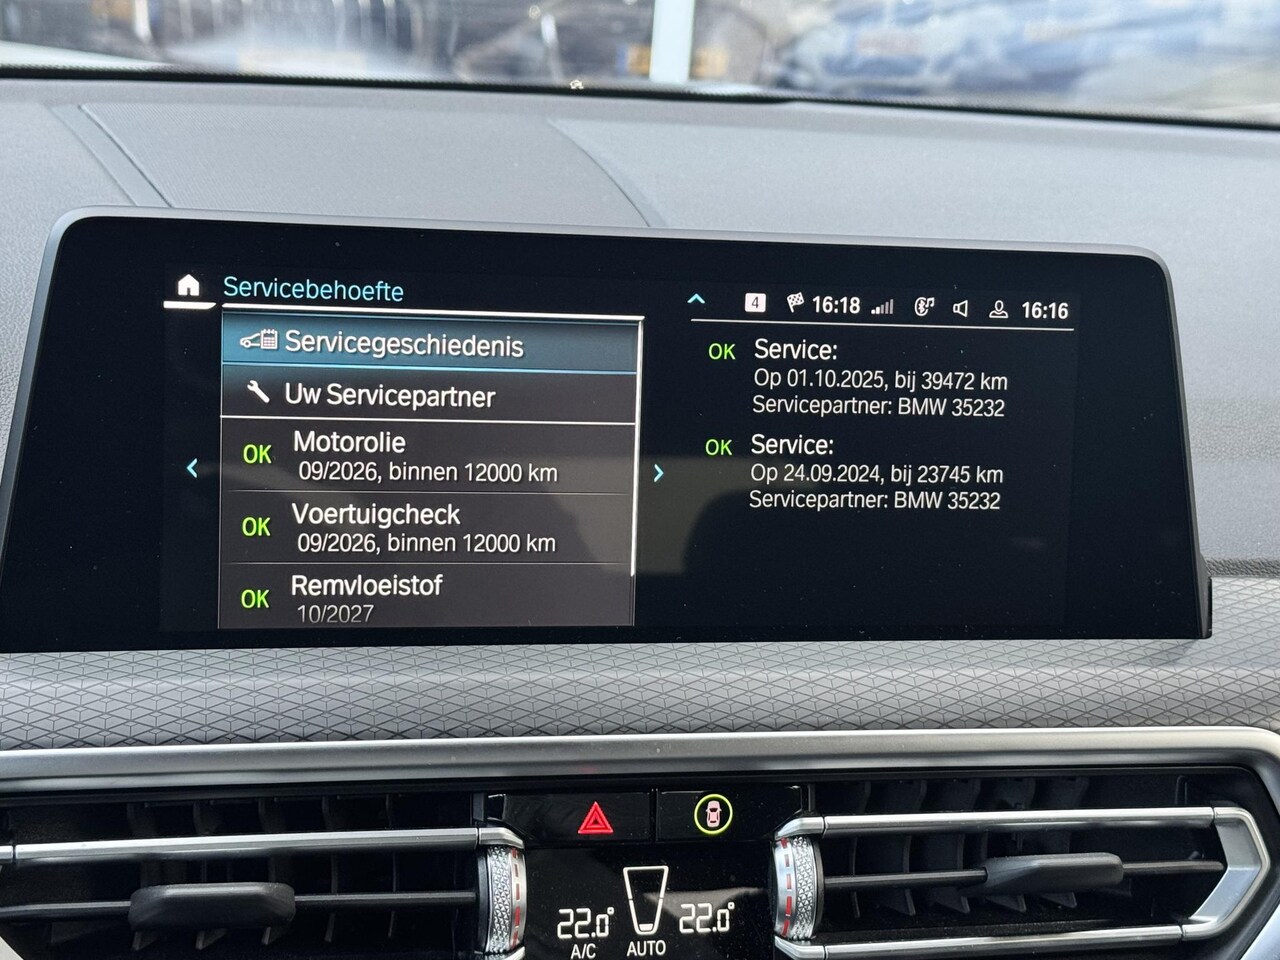 Servicebehoefte
4 16:18 16:16
Servicegeschiedenis
Uw Servicepartner
OK Motorolie
09/2026, binnen 12000 km
OK Voertuigcheck
09/2026, binnen 12000 km
OK Remvloeistof
10/2027
OK Service:
Op 01.10.2025, bij 39472 km
Servicepartner: BMW 35232
OK Service:
Op 24.09.2024, bij 23745 km
Servicepartner: BMW 35232
22.0° 22.0°
A/C AUTO